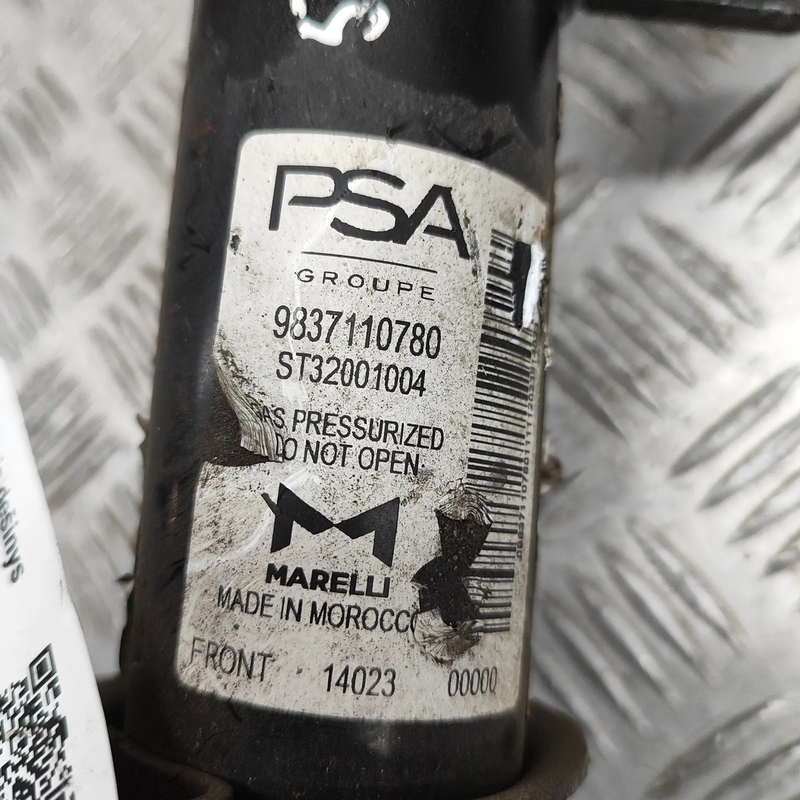 PSA
GROUPE
9837110780
ST32001004
GAS PRESSURIZED
DO NOT OPEN
MARELLI
MADE IN MOROCCO
FRONT 14023 00000